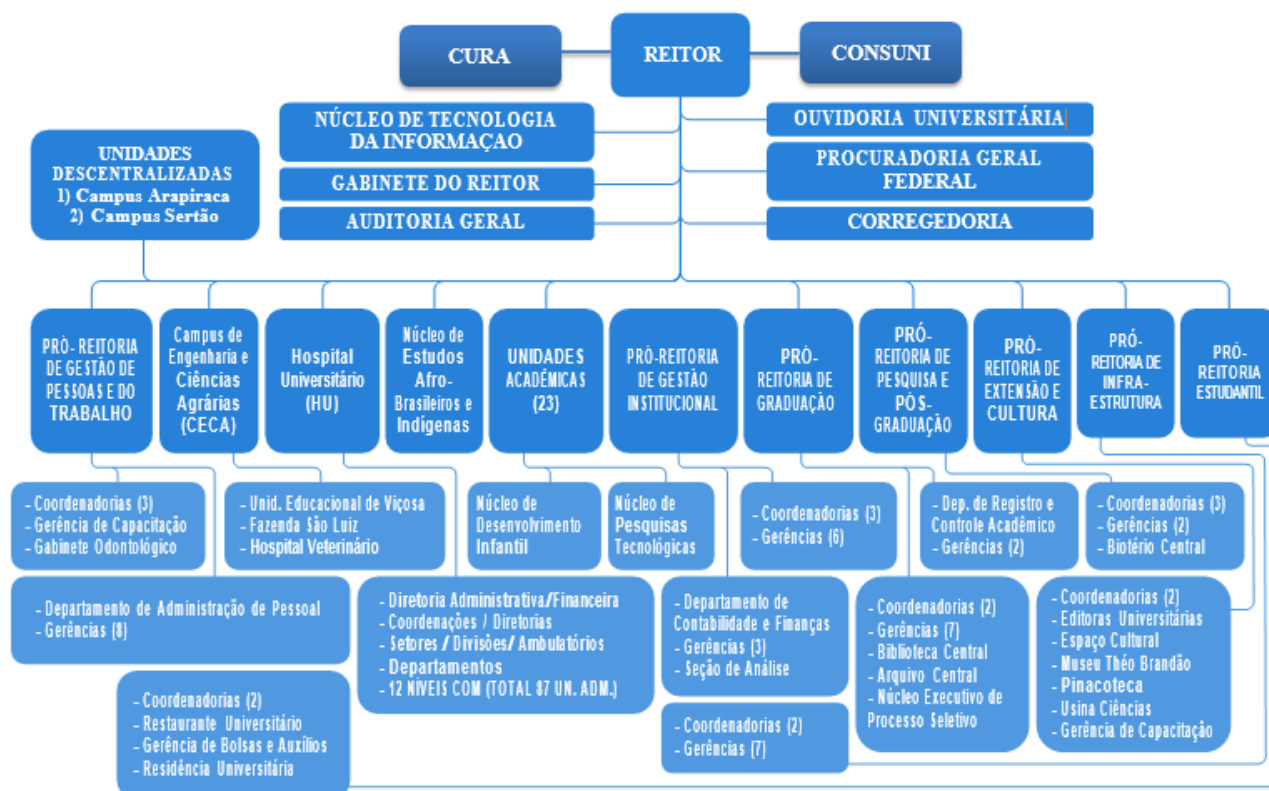 CURA
REITOR
CONSUNI
NÚCLEO DE TECNOLOGIA
DA INFORMAÇAO
OUVIDORIA UNIVERSITÁRIA
UNIDADES
DESCENTRALIZADAS
1) Campus Arapiraca
2) Campus Sertão
GABINETE DO REITOR
PROCURADORIA GERAL
FEDERAL
AUDITORIA GERAL
CORREGEDORIA
PRÓ- REITORIA
DE GESTÃO DE
PESSOAS E DO
TRABALHO
Campus de
Engenharia e
Ciências
Agrárias
(CECA)
Hospital
Universitário
(HU)
Núcleo de
Estudos
Afro-
Brasileiros e
Indígenas
UNIDADES
ACADÉMICAS
(23)
PRÓ-REITORIA
DE GESTÃO
INSTITUCIONAL
PRÓ-
REITORIA DE
GRADUAÇÃO
PRÓ-
REITORIA DE
PESQUISA E
PÓS-
GRADUAÇÃO
PRÓ-
REITORIA DE
EXTENSÃO E
CULTURA
PRÓ-
REITORIA DE
INFRA-
ESTRUTURA
PRÓ-
REITORIA
ESTUDANTIL
- Coordenadorias (3)
- Gerência de Capacitação
- Gabinete Odontológico
- Unid. Educacional de Viçosa
- Fazenda São Luiz
- Hospital Veterinário
Núcleo de
Desenvolvimento
Infantil
Núcleo de
Pesquisas
Tecnológicas
- Coordenadorias (3)
- Gerências (6)
- Dep. de Registro e
Controle Acadêmico
- Gerências (2)
- Coordenadorias (3)
- Gerências (2)
- Biotério Central
- Departamento de Administração de Pessoal
- Gerências (8)
- Diretoria Administrativa/Financeira
- Coordenações / Diretorias
- Setores / Divisões/ Ambulatórios
- Departamentos
- 12 NÍVEIS COM (TOTAL 87 UN. ADM.)
- Departamento de
Contabilidade e Finanças
- Gerências (3)
- Seção de Análise
- Coordenadorias (2)
- Gerências (7)
- Biblioteca Central
- Arquivo Central
- Núcleo Executivo de
Processo Seletivo
- Coordenadorias (2)
- Editoras Universitárias
- Espaço Cultural
- Museu Théo Brandão
- Pinacoteca
- Usina Ciências
- Gerência de Capacitação
- Coordenadorias (2)
- Restaurante Universitário
- Gerência de Bolsas e Auxílios
- Residência Universitária
- Coordenadorias (2)
- Gerências (7)